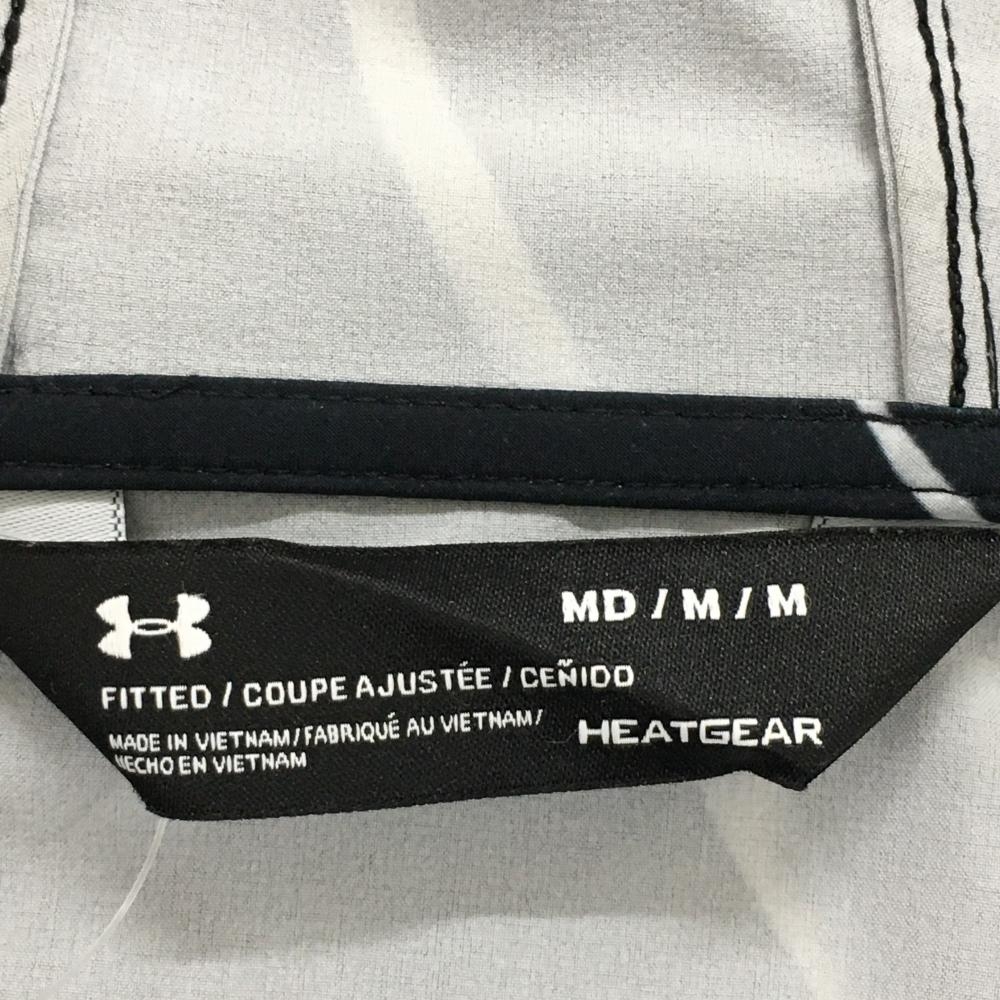 MD / M / M
FITTED / COUPE AJUSTÉE / CEÑIDO
MADE IN VIETNAM / FABRIQUÉ AU VIETNAM /
HECHO EN VIETNAM
HEATGEAR